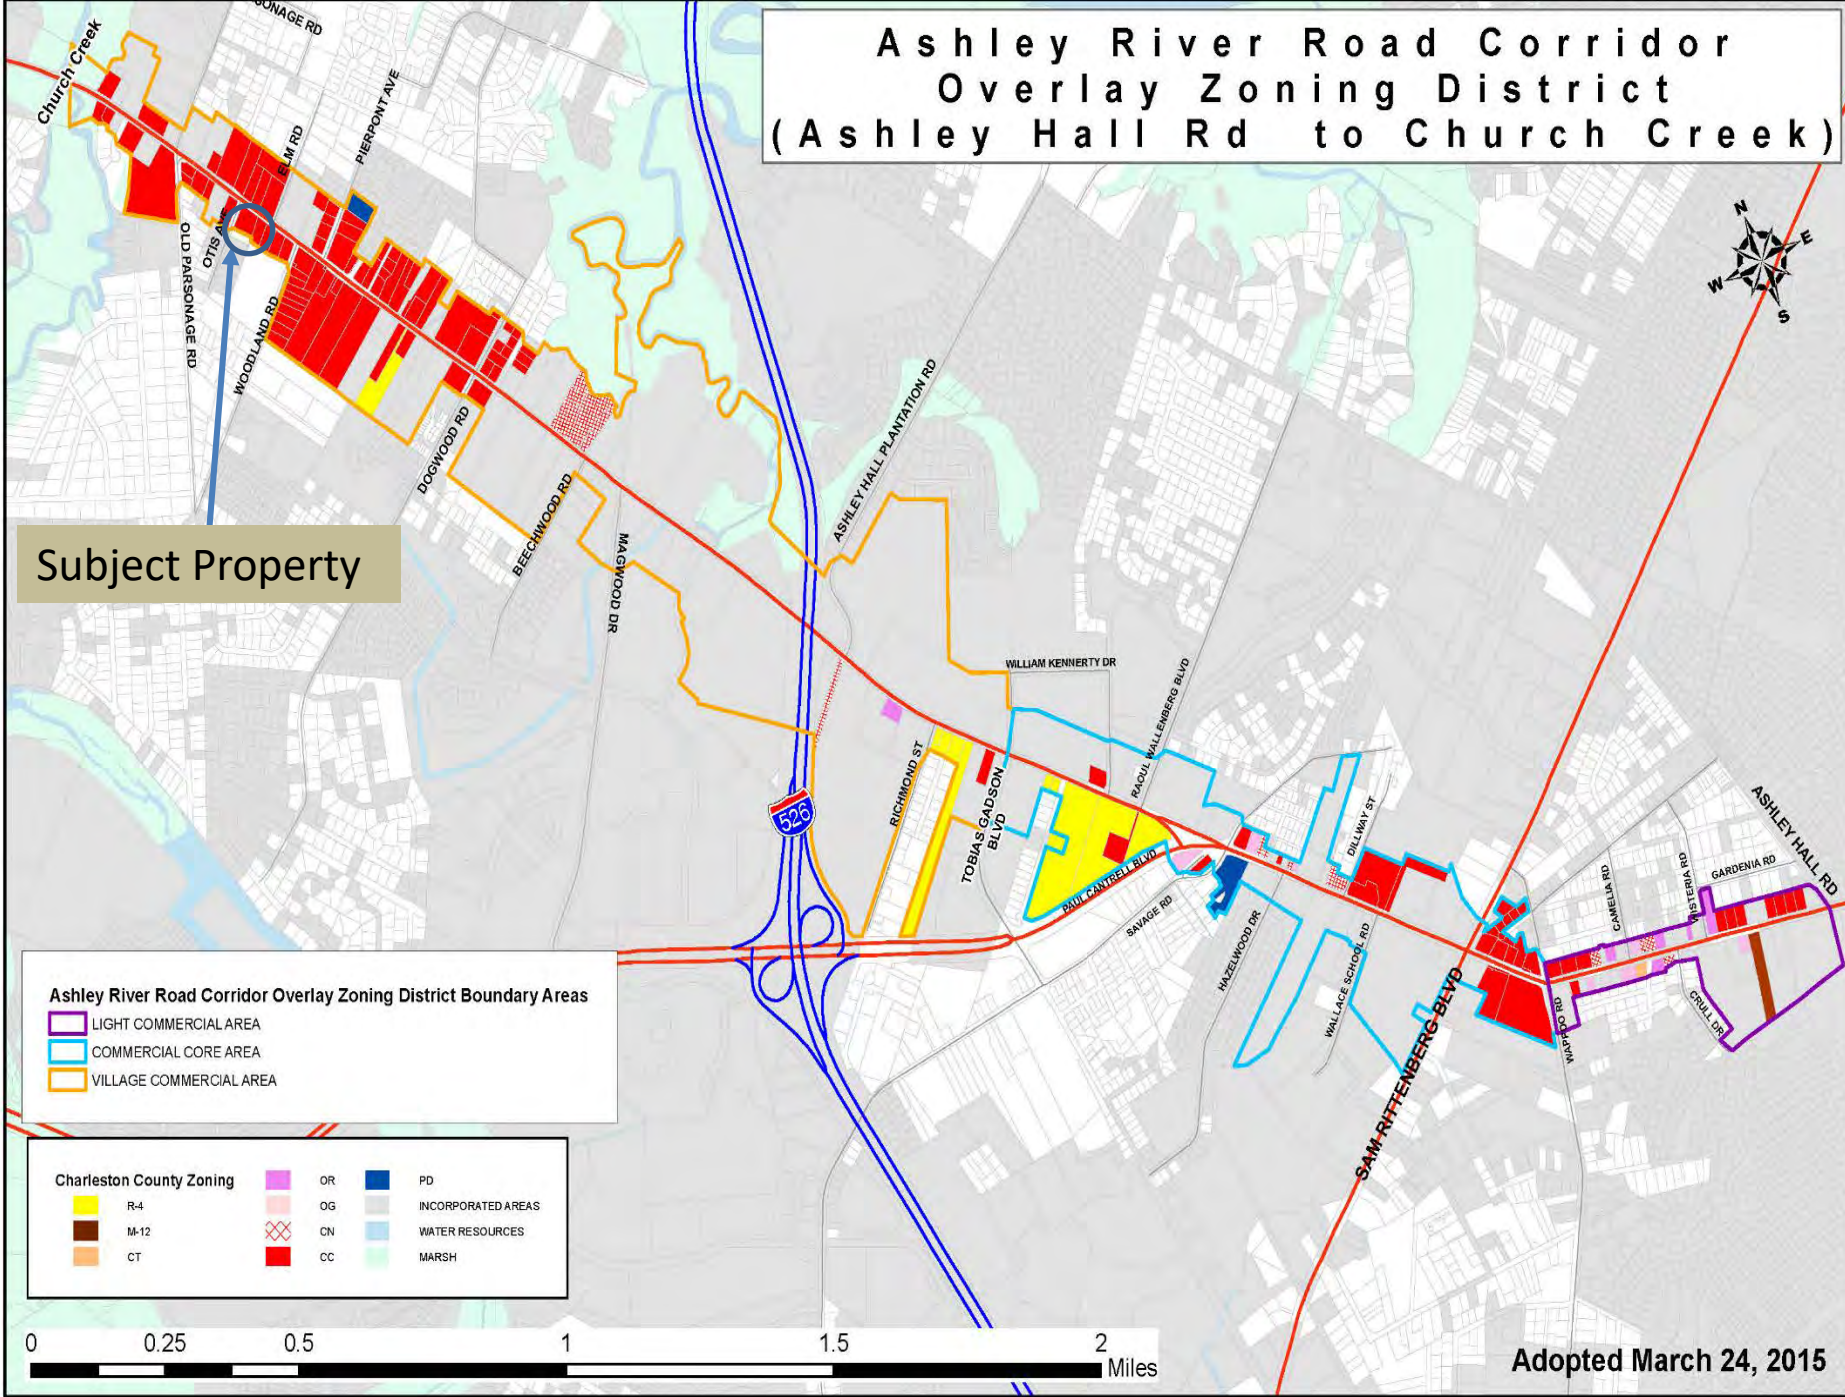 Ashley River Road Corridor
Overlay Zoning District
(Ashley Hall Rd to Church Creek)
Church Creek
ONAGE RD
PIERPONT AVE
ELM RD
OTIS AVE
OLD PARSONAGE RD
WOODLAND RD
N
E
W
S
DOGWOOD RD
BEECHWOOD RD
MAGWOOD DR
ASHLEY HALL PLANTATION RD
Subject Property
WILLIAM KENNERTY DR
RAOUL WALLENBERG BLVD
RICHMOND ST
TOBIAS GADSON
BLVD
526
PAUL CANTRELL BLVD
SAVAGE RD
HAZELWOOD DR
WALLACE SCHOOL RD
DILLWAY ST
SAM RITTENBERG BLVD
WAPPOO RD
CAMELIA RD
WISTERIA RD
GARDENIA RD
ASHLEY HALL RD
CRULL DR
Ashley River Road Corridor Overlay Zoning District Boundary Areas
LIGHT COMMERCIAL AREA
COMMERCIAL CORE AREA
VILLAGE COMMERCIAL AREA
Charleston County Zoning
R-4
M-12
CT
OR
OG
CN
CC
PD
INCORPORATED AREAS
WATER RESOURCES
MARSH
0 0.25 0.5 1 1.5 2
Miles
Adopted March 24, 2015